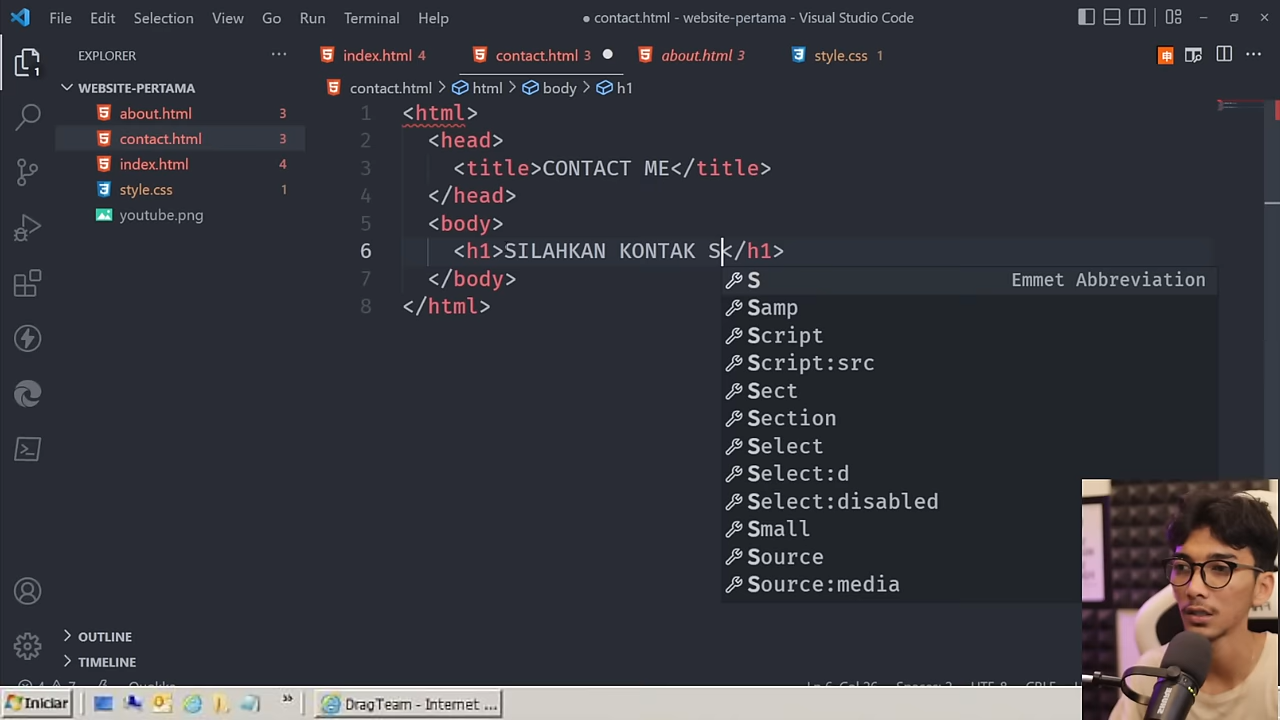 File Edit Selection View Go Run Terminal Help
contact.html - website-pertama - Visual Studio Code
EXPLORER
index.html 4
contact.html 3
about.html 3
style.css 1
WEBSITE-PERTAMA
about.html 3
contact.html 3
index.html 4
style.css 1
youtube.png
contact.html > html > body > h1
1 <html>
2 <head>
3 <title>CONTACT ME</title>
4 </head>
5 <body>
6 <h1>SILAHKAN KONTAK S</h1>
7 </body>
8 </html>
S Emmet Abbreviation
Samp
Script
Script:src
Sect
Section
Select
Select:d
Select:disabled
Small
Source
Source:media
OUTLINE
TIMELINE
Iniciar
DragTeam - Internet ...